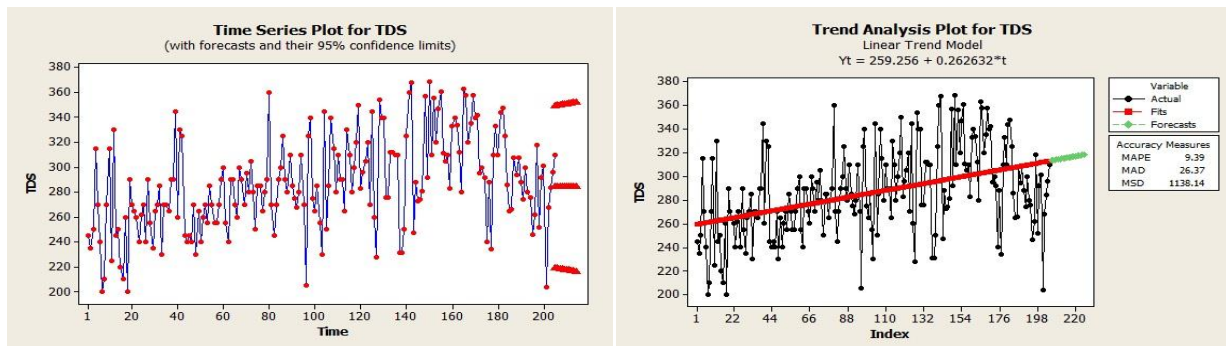 Time Series Plot for TDS
(with forecasts and their 95% confidence limits)
380
360
340
320
300
280
260
240
220
200
TDS
1 20 40 60 80 100 120 140 160 180 200
Time
Trend Analysis Plot for TDS
Linear Trend Model
Yt = 259.256 + 0.262632*t
380
360
340
320
300
280
260
240
220
200
TDS
1 22 44 66 88 110 132 154 176 198 220
Index
Variable
Actual
Fits
Forecasts
Accuracy Measures
MAPE 9.39
MAD 26.37
MSD 1138.14